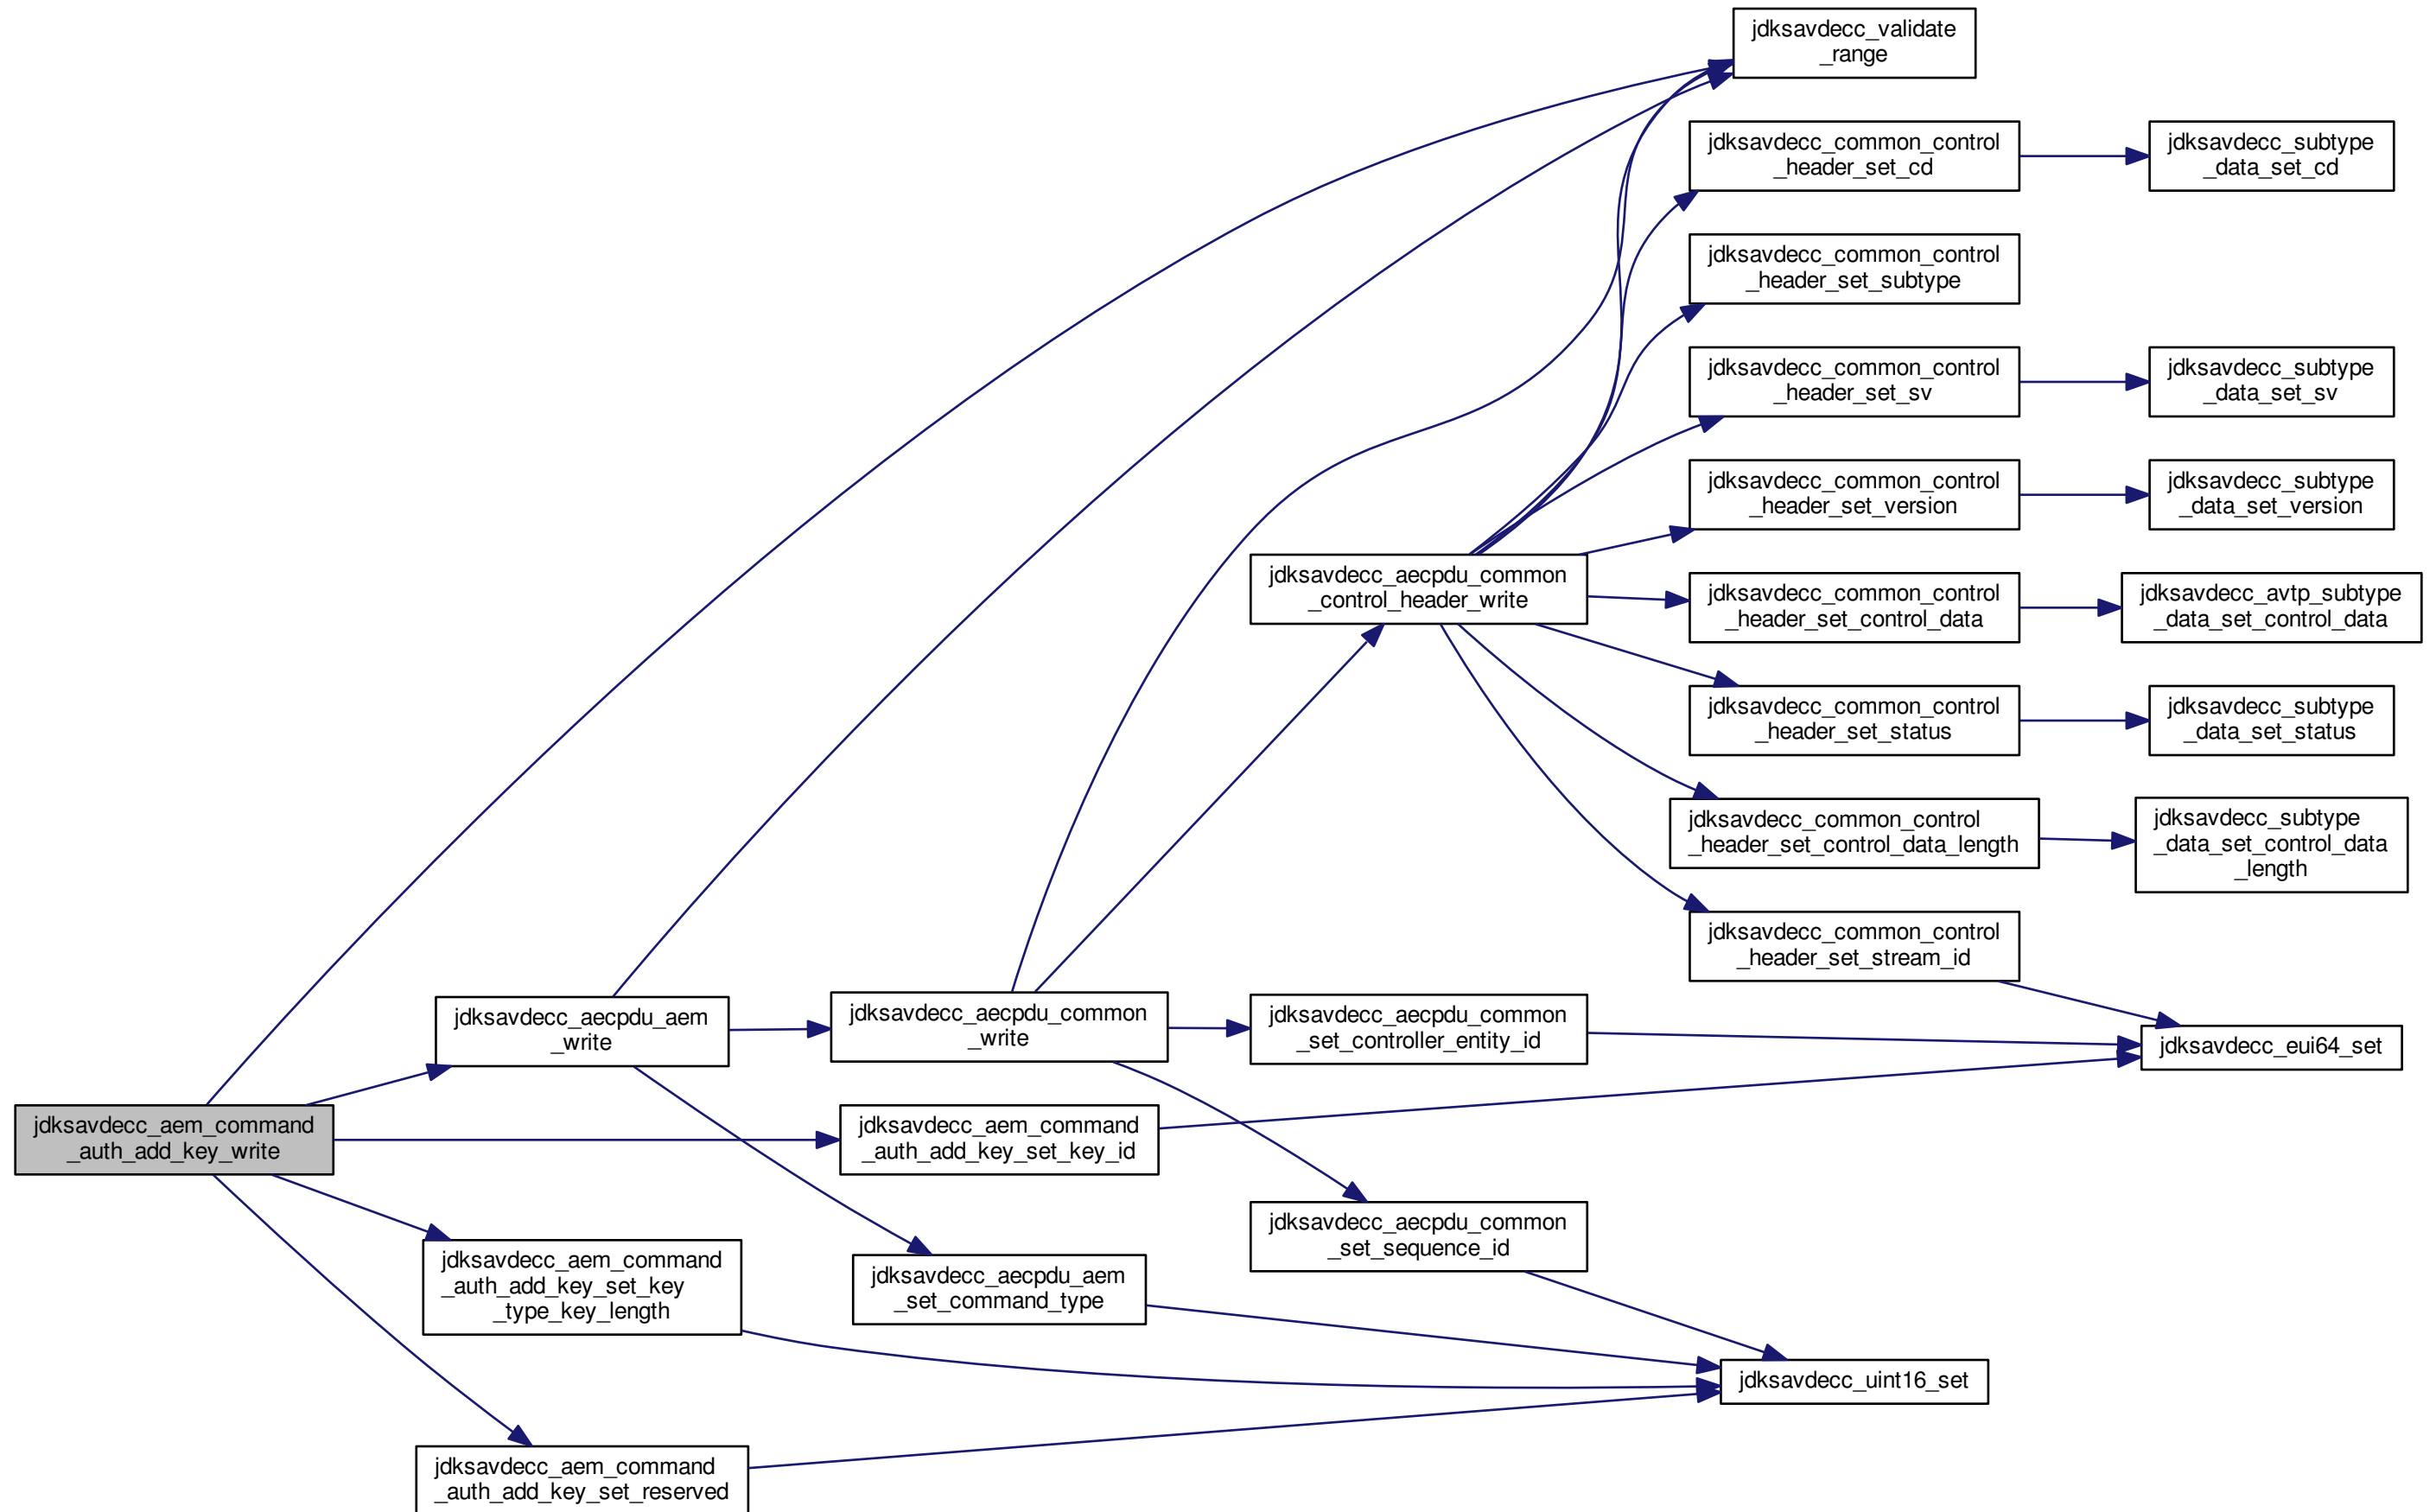 jdksavdecc_validate
_range
jdksavdecc_common_control
_header_set_cd
jdksavdecc_subtype
_data_set_cd
jdksavdecc_common_control
_header_set_subtype
jdksavdecc_common_control
_header_set_sv
jdksavdecc_subtype
_data_set_sv
jdksavdecc_common_control
_header_set_version
jdksavdecc_subtype
_data_set_version
jdksavdecc_aecpdu_common
_control_header_write
jdksavdecc_common_control
_header_set_control_data
jdksavdecc_avtp_subtype
_data_set_control_data
jdksavdecc_common_control
_header_set_status
jdksavdecc_subtype
_data_set_status
jdksavdecc_common_control
_header_set_control_data_length
jdksavdecc_subtype
_data_set_control_data
_length
jdksavdecc_common_control
_header_set_stream_id
jdksavdecc_aecpdu_aem
_write
jdksavdecc_aecpdu_common
_write
jdksavdecc_aecpdu_common
_set_controller_entity_id
jdksavdecc_eui64_set
jdksavdecc_aem_command
_auth_add_key_write
jdksavdecc_aem_command
_auth_add_key_set_key_id
jdksavdecc_aecpdu_common
_set_sequence_id
jdksavdecc_aem_command
_auth_add_key_set_key
_type_key_length
jdksavdecc_aecpdu_aem
_set_command_type
jdksavdecc_uint16_set
jdksavdecc_aem_command
_auth_add_key_set_reserved